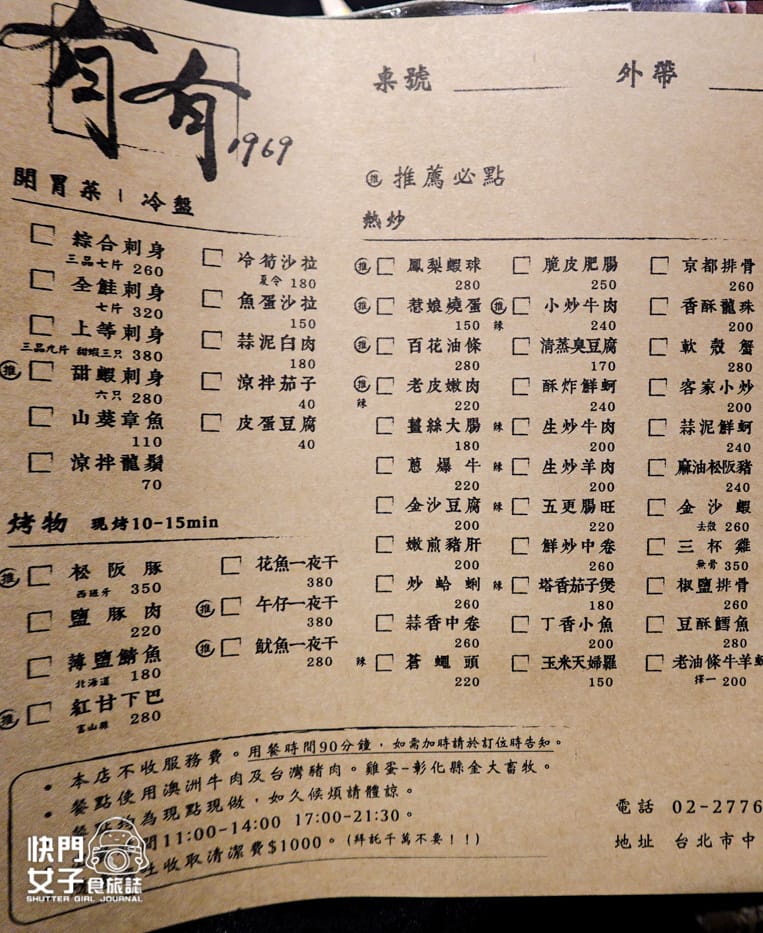 有有 1969
桌號
外帶
開胃菜 | 冷盤
綜合刺身
三品七片 260
全鮭刺身
七片 320
上等刺身
三品九片 甜蝦三只 380
推 甜蝦刺身
六只 280
山葵章魚
110
涼拌龍鬚
70
冷筍沙拉
夏令 180
魚蛋沙拉
150
蒜泥白肉
180
涼拌茄子
40
皮蛋豆腐
40
烤物 現烤10-15min
推 松阪豚
西班牙 350
鹽豚肉
220
薄鹽鯖魚
北海道 180
推 紅甘下巴
富山縣 280
花魚一夜干
380
推 午仔一夜干
380
推 魷魚一夜干
280
推 推薦必點
熱炒
推 鳳梨蝦球
280
推 惹娘燒蛋
150
推 百花油條
280
推 老皮嫩肉
辣 220
薑絲大腸
180
蔥爆牛
220
金沙豆腐
200
嫩煎豬肝
200
炒蛤蜊
260
蒜香中卷
260
辣 蒼蠅頭
220
脆皮肥腸
250
推 小炒牛肉
辣 240
清蒸臭豆腐
170
酥炸鮮蚵
240
辣 生炒牛肉
200
辣 生炒羊肉
200
辣 五更腸旺
220
鮮炒中卷
260
辣 塔香茄子煲
180
丁香小魚
200
玉米天婦羅
150
京都排骨
260
香酥龍珠
200
軟殼蟹
280
客家小炒
200
蒜泥鮮蚵
240
麻油松阪豬
240
金沙蝦
去殼 260
三杯雞
無骨 350
椒鹽排骨
260
豆酥鱈魚
280
老油條牛羊蚵
擇一 200
• 本店不收服務費。用餐時間90分鐘，如需加時請於訂位時告知。
• 餐點使用澳洲牛肉及台灣豬肉。雞蛋-彰化縣金大畜牧。
餐點均為現點現做，如久候煩請體諒。
間11:00-14:00 17:00-21:30。
生收取清潔費$1000。(拜託千萬不要！！)
電話 02-2776
地址 台北市中
快門
女子食旅誌
SHUTTER GIRL JOURNAL